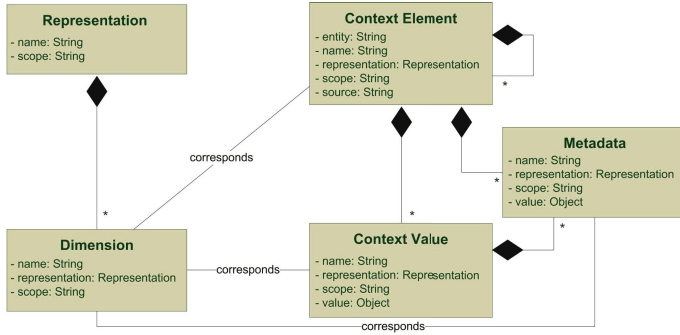 Representation
- name: String
- scope: String
Context Element
- entity: String
- name: String
- representation: Representation
- scope: String
- source: String
*
corresponds
Metadata
- name: String
- representation: Representation
- scope: String
- value: Object
*
*
*
*
Dimension
- name: String
- representation: Representation
- scope: String
corresponds
Context Value
- name: String
- representation: Representation
- scope: String
- value: Object
corresponds